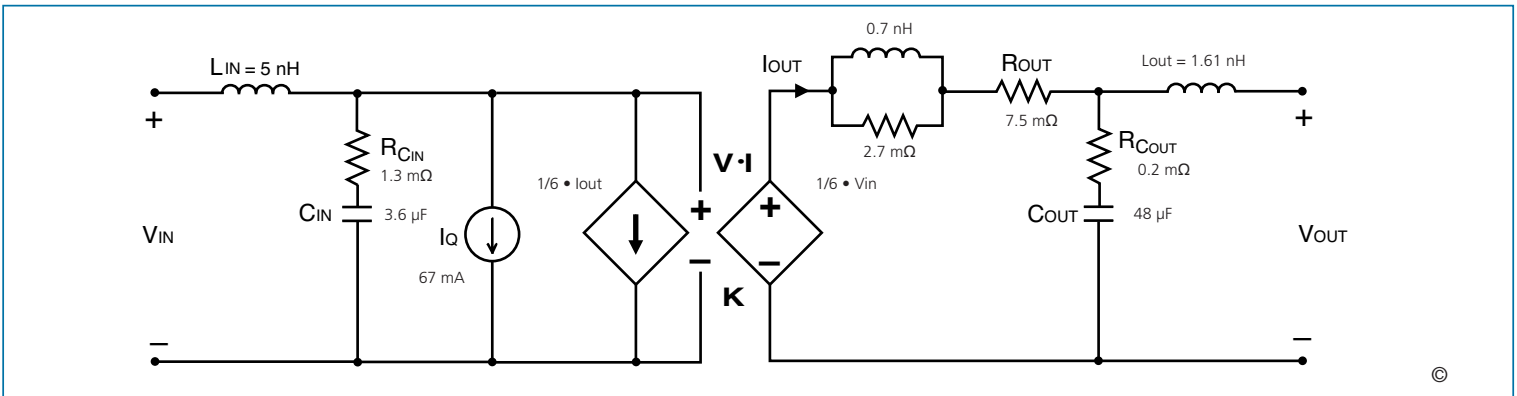 0.7 nH
LIN = 5 nH
IOUT
ROUT
Lout = 1.61 nH
+
+
7.5 mΩ
RCIN
1.3 mΩ
2.7 mΩ
RCOUT
0.2 mΩ
V•I
1/6 • Iout
1/6 • Vin
CIN
3.6 µF
+
+
COUT
48 µF
VIN
IQ
VOUT
67 mA
–
–
K
–
–
©